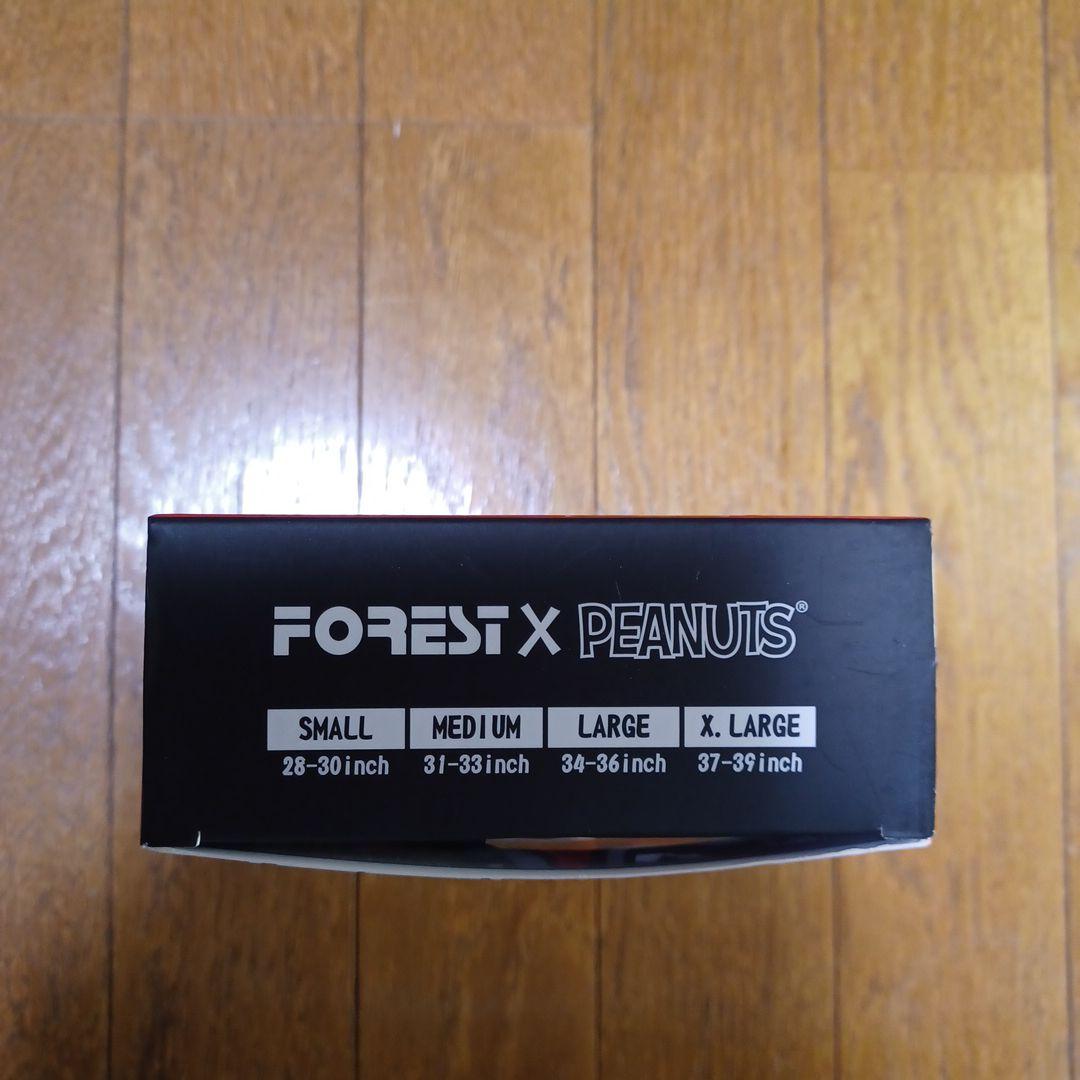 FOREST X PEANUTS®
SMALL MEDIUM LARGE X.LARGE
28-30inch 31-33inch 34-36inch 37-39inch